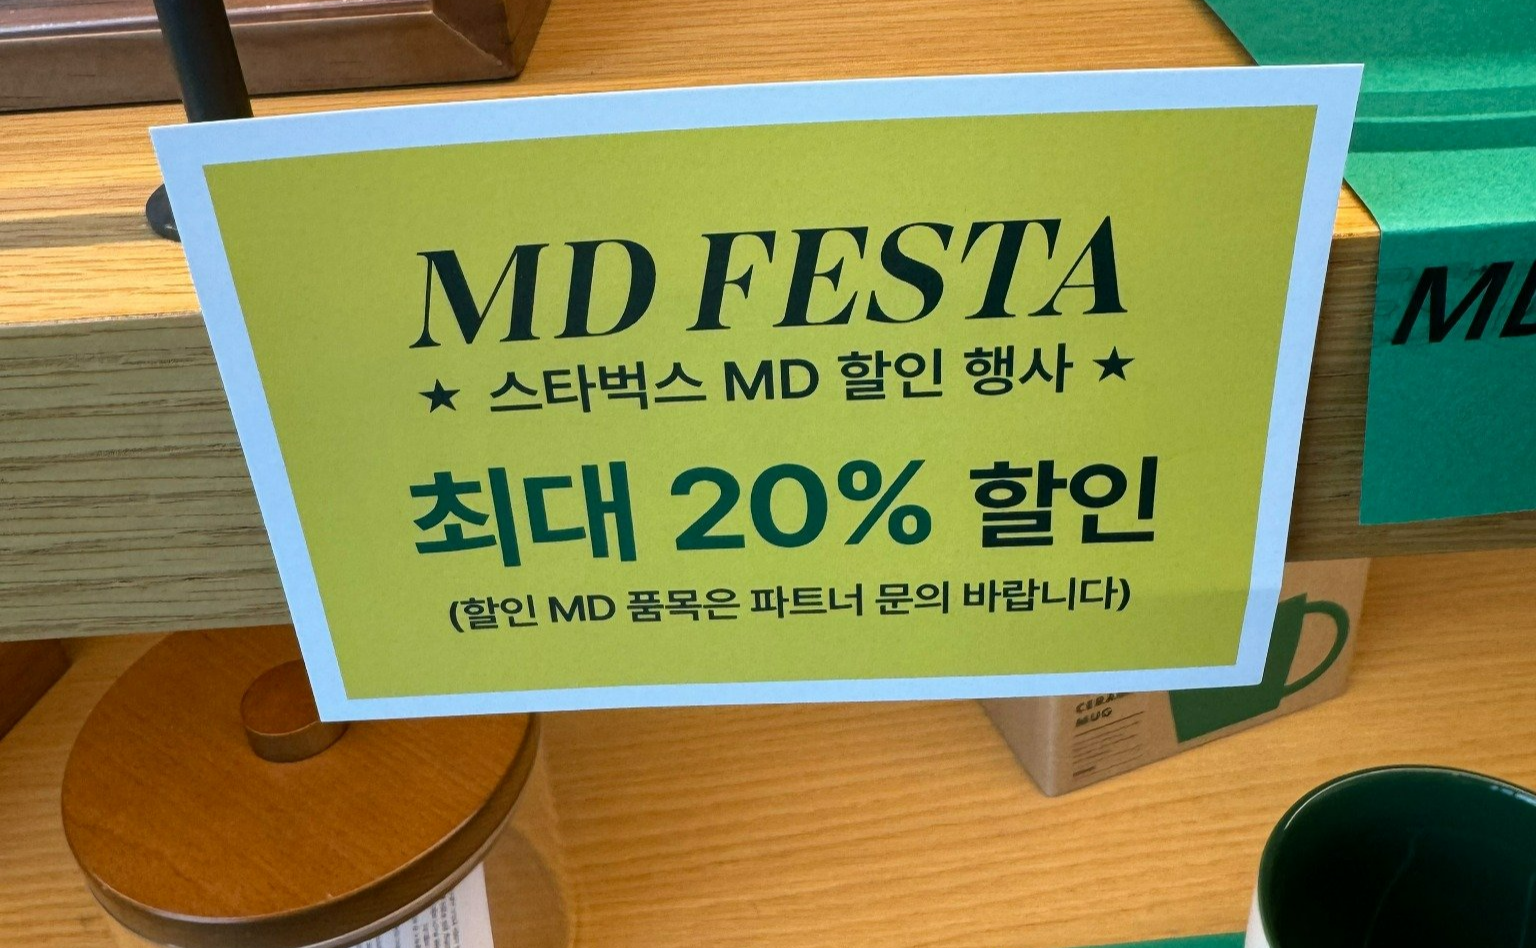 MD FESTA
★ 스타벅스 MD 할인 행사 ★
최대 20% 할인
(할인 MD 품목은 파트너 문의 바랍니다)
MUG